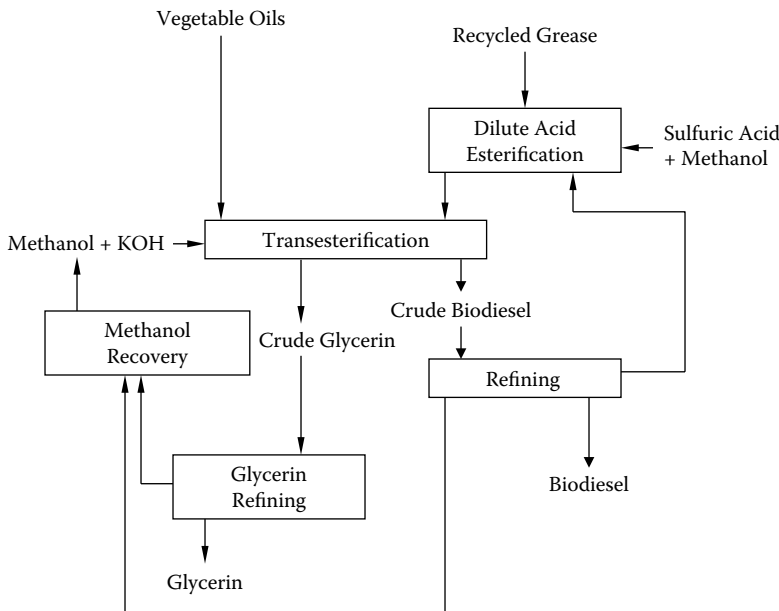 Vegetable Oils
Recycled Grease
Dilute Acid
Esterification
Sulfuric Acid
+ Methanol
Methanol + KOH
Transesterification
Methanol
Recovery
Crude Glycerin
Crude Biodiesel
Refining
Glycerin
Refining
Biodiesel
Glycerin